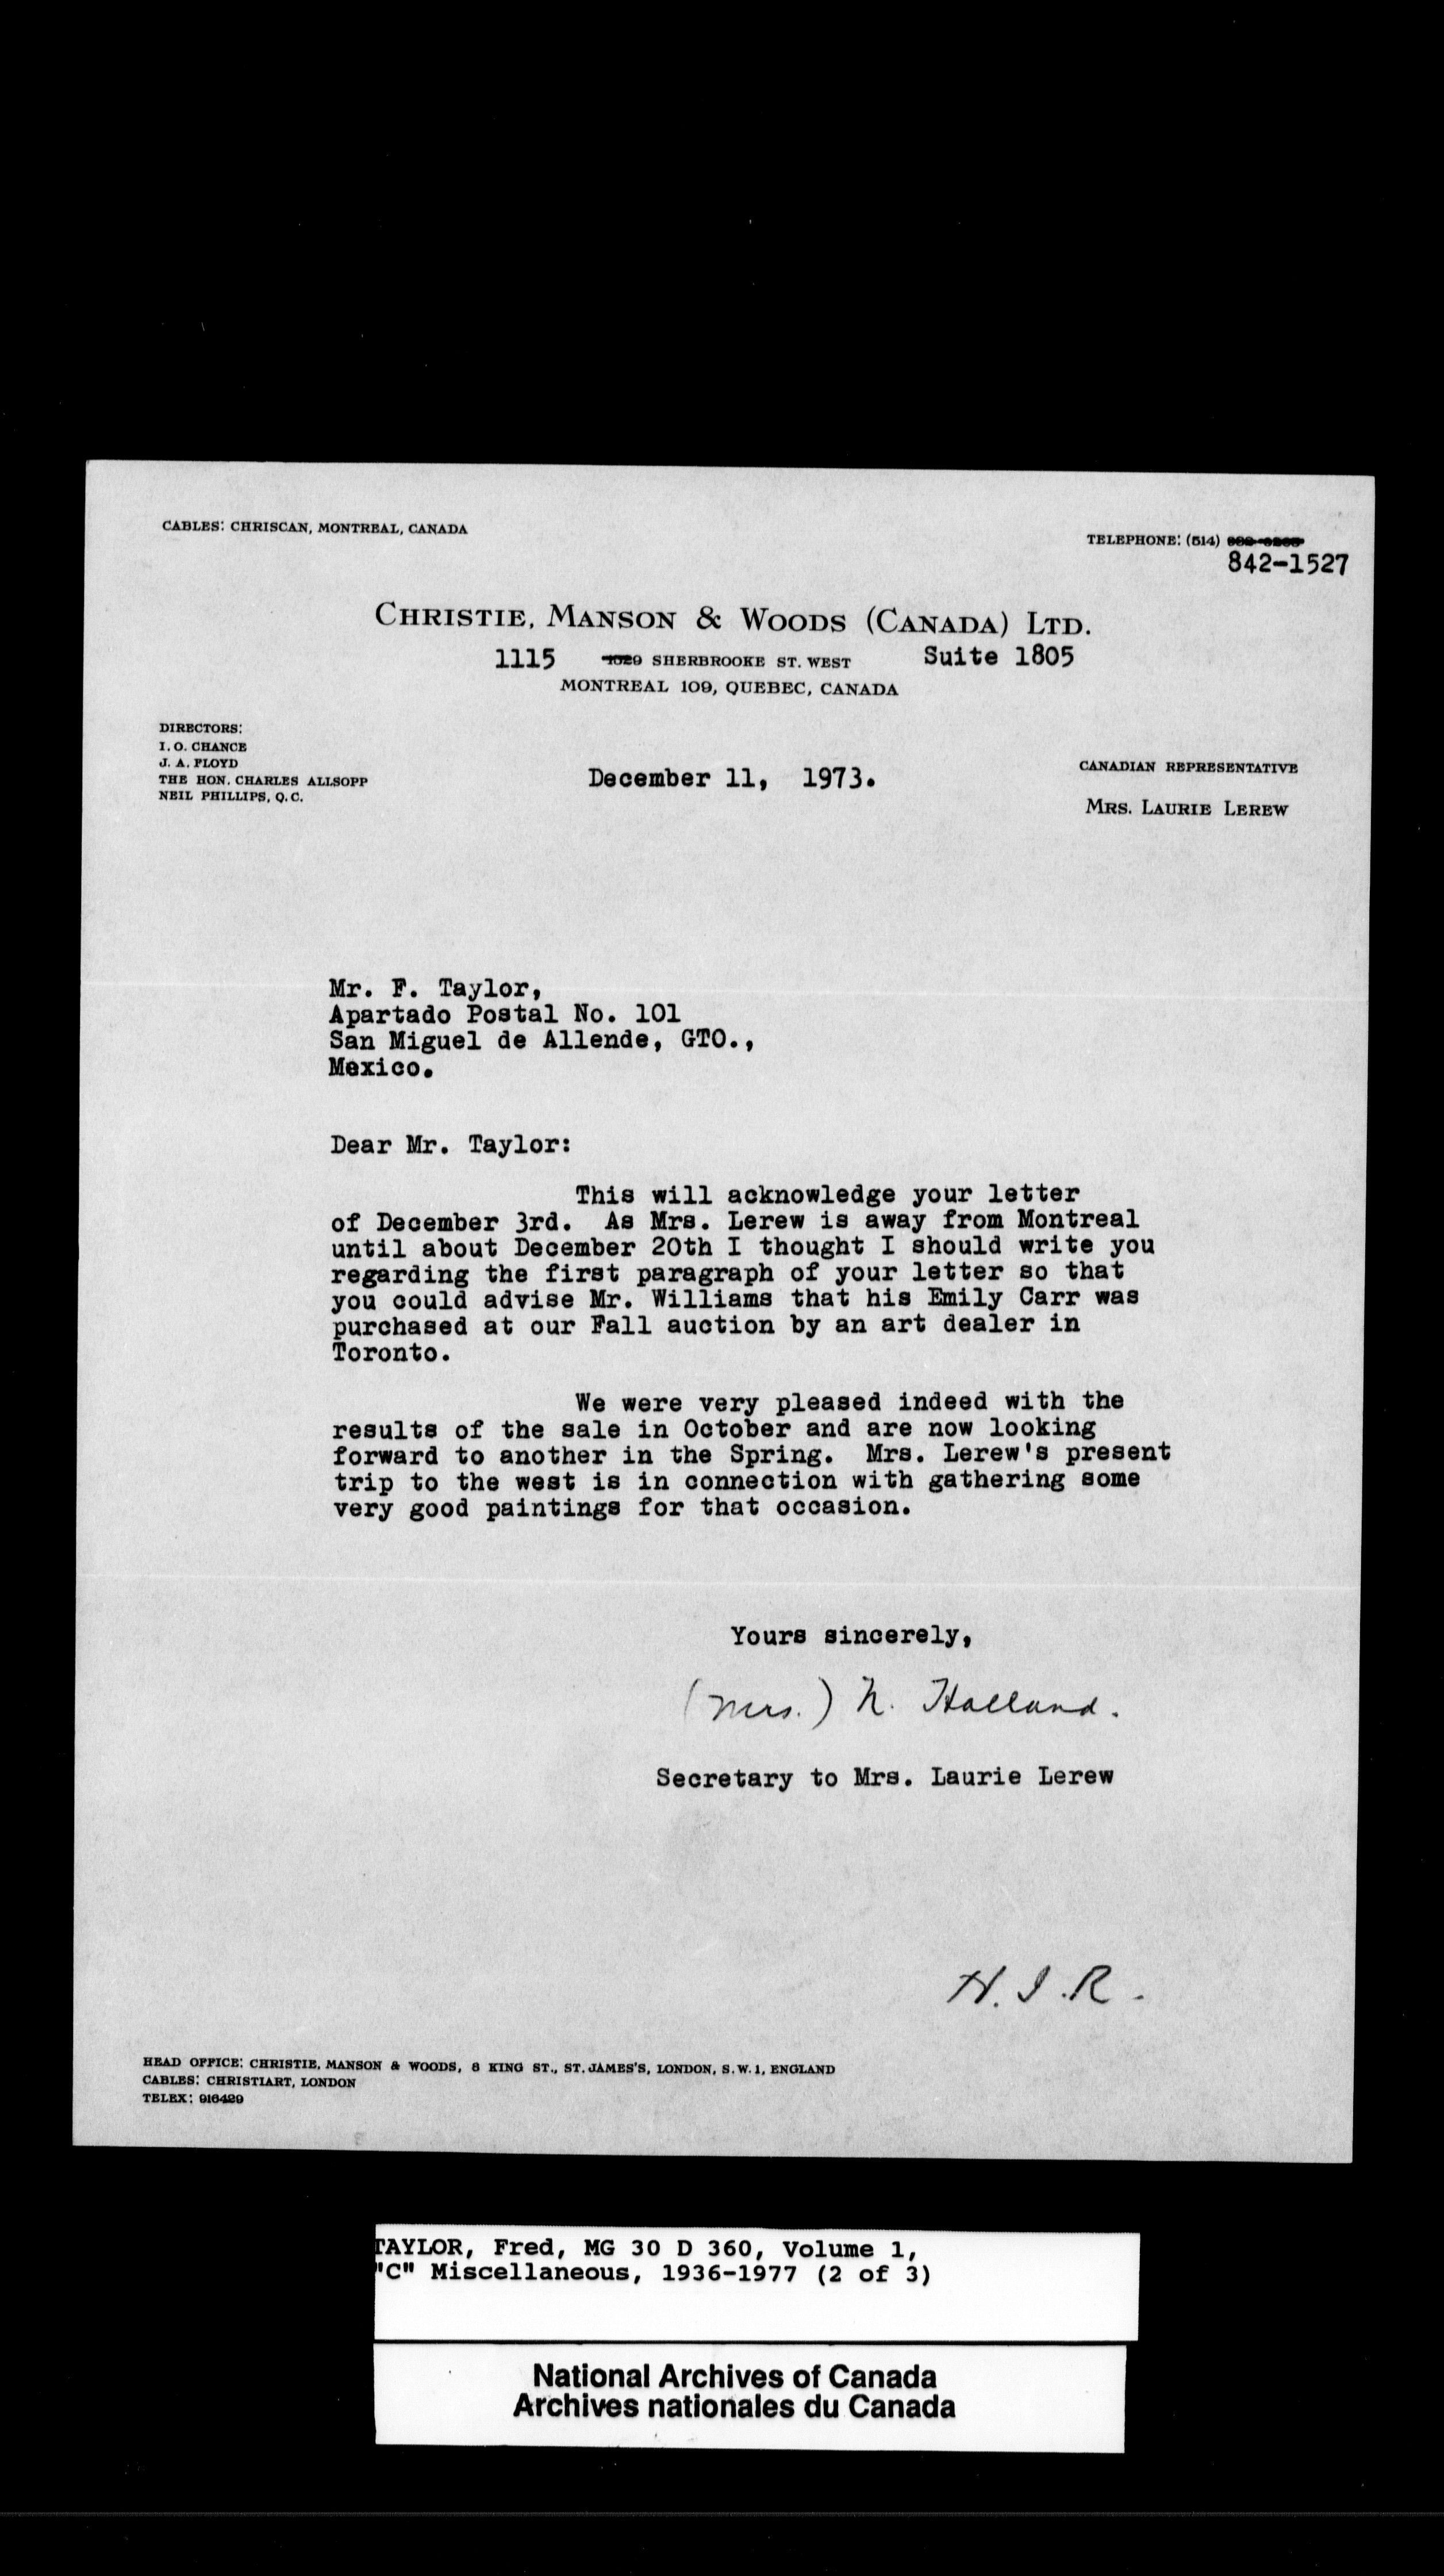 CABLES: CHRISCAN, MONTREAL, CANADA
TELEPHONE: (514)
842-1527
CHRISTIE, MANSON & WOODS (CANADA) LTD.
1115 1529 SHERBROOKE ST. WEST Suite 1805
MONTREAL 109, QUEBEC, CANADA
DIRECTORS:
I. O. CHANCE
J. A. FLOYD
THE HON. CHARLES ALLSOPP
NEIL PHILLIPS, Q.C.
December 11, 1973.
CANADIAN REPRESENTATIVE
MRS. LAURIE LEREW
Mr. F. Taylor,
Apartado Postal No. 101
San Miguel de Allende, GTO.,
Mexico.
Dear Mr. Taylor:
This will acknowledge your letter
of December 3rd. As Mrs. Lerew is away from Montreal
until about December 20th I thought I should write you
regarding the first paragraph of your letter so that
you could advise Mr. Williams that his Emily Carr was
purchased at our Fall auction by an art dealer in
Toronto.
We were very pleased indeed with the
results of the sale in October and are now looking
forward to another in the Spring. Mrs. Lerew's present
trip to the west is in connection with gathering some
very good paintings for that occasion.
Yours sincerely,
(Mrs.) N. Holland.
Secretary to Mrs. Laurie Lerew
H.I.R.
HEAD OFFICE: CHRISTIE, MANSON & WOODS, 8 KING ST., ST. JAMES'S, LONDON, S.W.1, ENGLAND
CABLES: CHRISTIART, LONDON
TELEX: 916429
TAYLOR, Fred, MG 30 D 360, Volume 1,
"C" Miscellaneous, 1936-1977 (2 of 3)
National Archives of Canada
Archives nationales du Canada